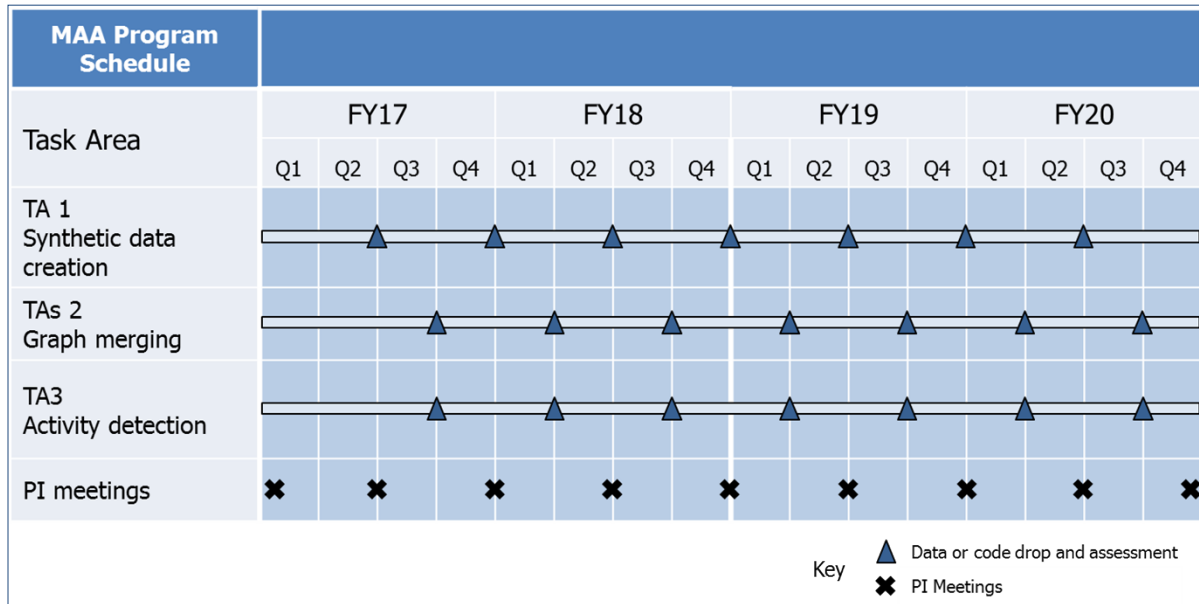 MAA Program
Schedule
Task Area
FY17 FY18 FY19 FY20
Q1 Q2 Q3 Q4 Q1 Q2 Q3 Q4 Q1 Q2 Q3 Q4 Q1 Q2 Q3 Q4
TA 1
Synthetic data
creation
TAs 2
Graph merging
TA3
Activity detection
PI meetings
Key
Data or code drop and assessment
PI Meetings